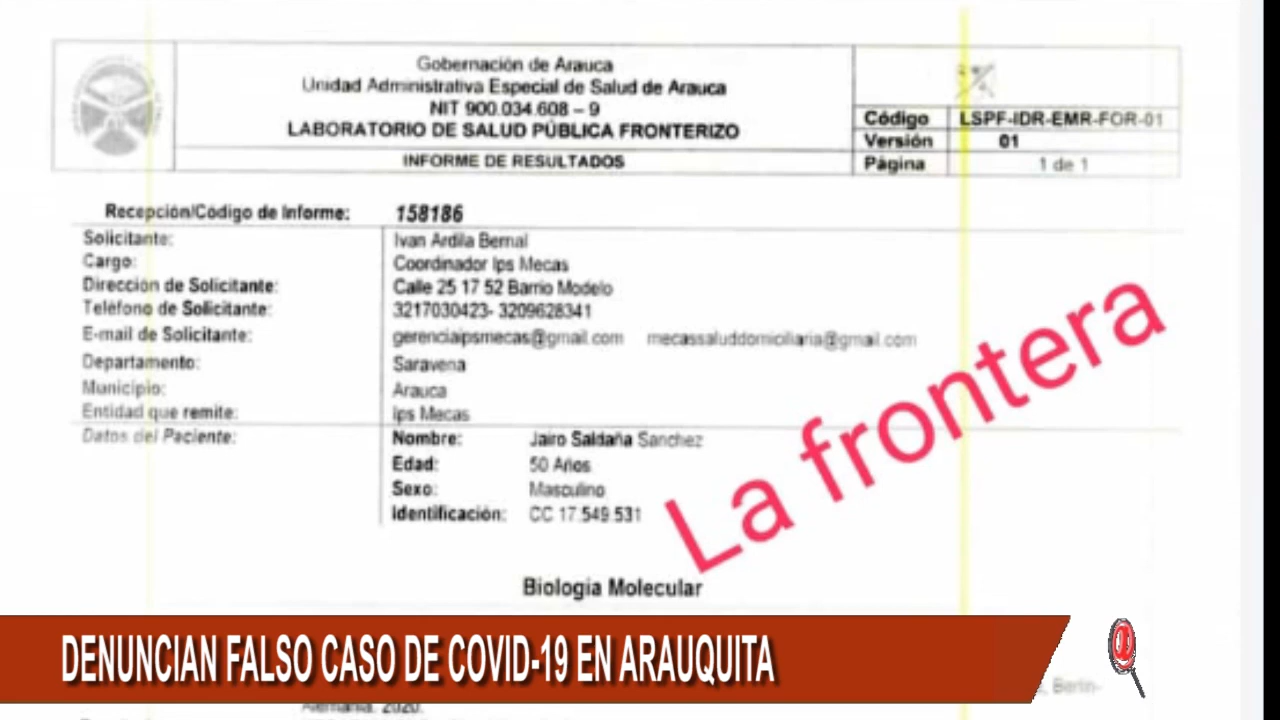 Gobernación de Arauca
Unidad Administrativa Especial de Salud de Arauca
NIT 900.034.608 – 9
LABORATORIO DE SALUD PÚBLICA FRONTERIZO
INFORME DE RESULTADOS
Código LSPF-IDR-EMR-FOR-01
Versión 01
Página 1 de 1
Recepción/Código de Informe: 158186
Solicitante: Ivan Ardila Bernal
Cargo: Coordinador Ips Mecas
Dirección de Solicitante: Calle 25 17 52 Barrio Modelo
Teléfono de Solicitante: 3217030423- 3209628341
E-mail de Solicitante: gerenciaipsmecas@gmail.com mecassaluddomiciliaria@gmail.com
Departamento: Saravena
Municipio: Arauca
Entidad que remite: Ips Mecas
Datos del Paciente: Nombre: Jairo Saldaña Sanchez
Edad: 50 Años
Sexo: Masculino
Identificación: CC 17.549.531
La frontera
Biologia Molecular
DENUNCIAN FALSO CASO DE COVID-19 EN ARAUQUITA
Berlin-
Alemania. 2020.